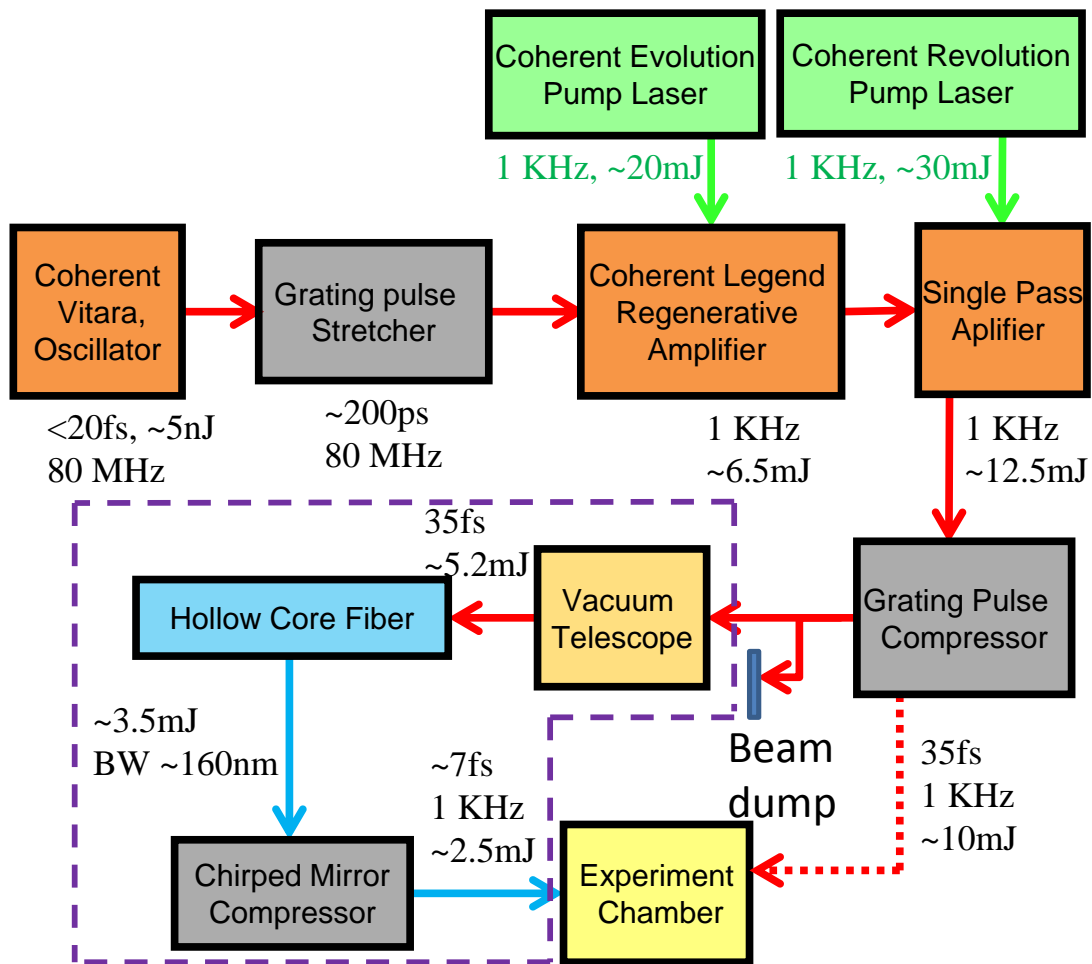 Coherent Evolution
Pump Laser
Coherent Revolution
Pump Laser
1 KHz, ~20mJ
1 KHz, ~30mJ
Coherent
Vitara,
Oscillator
Grating pulse
Stretcher
Coherent Legend
Regenerative
Amplifier
Single Pass
Aplifier
<20fs, ~5nJ
80 MHz
~200ps
80 MHz
1 KHz
~6.5mJ
1 KHz
~12.5mJ
35fs
~5.2mJ
Hollow Core Fiber
Vacuum
Telescope
Grating Pulse
Compressor
~3.5mJ
BW ~160nm
~7fs
1 KHz
~2.5mJ
Beam
dump
35fs
1 KHz
~10mJ
Chirped Mirror
Compressor
Experiment
Chamber